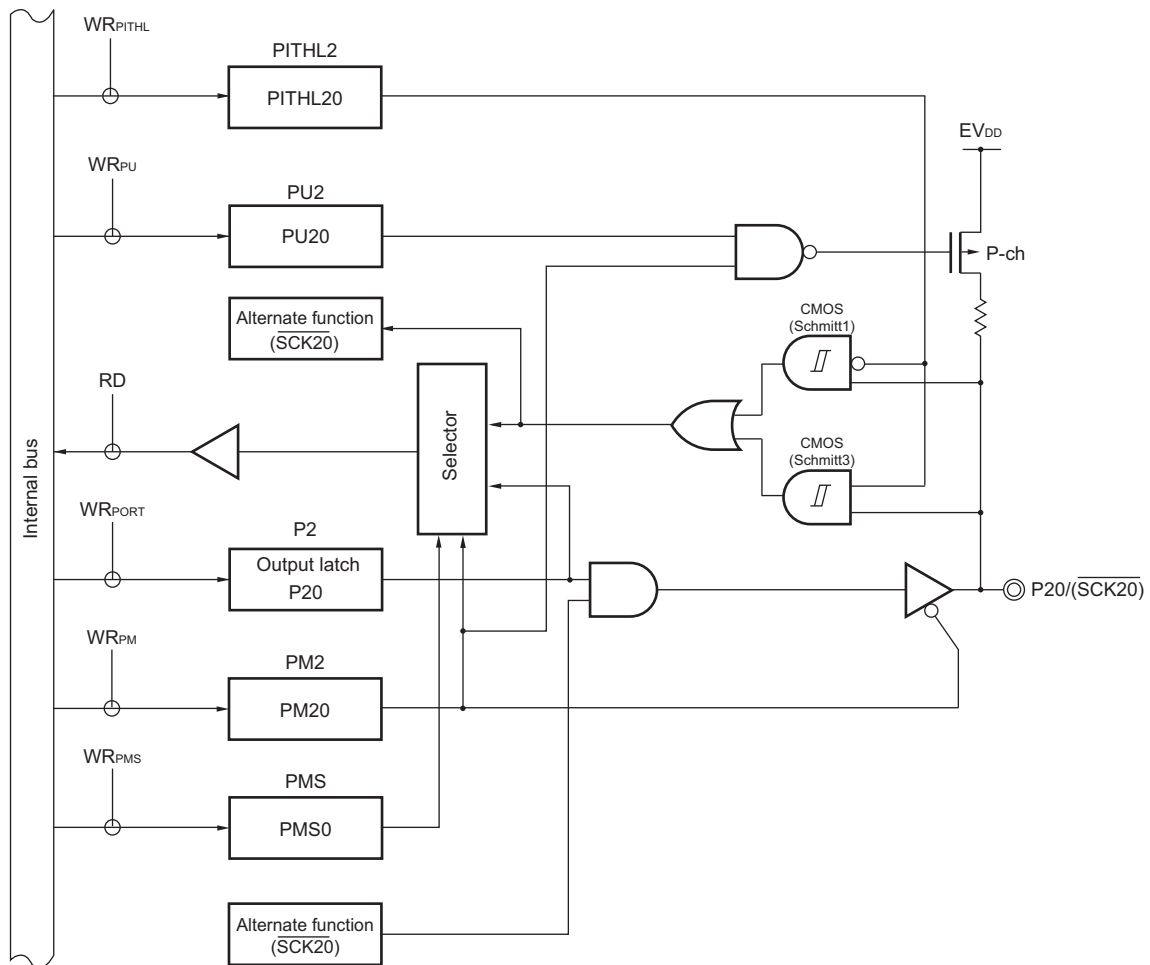 WRPITHL
PITHL2
PITHL20
EVDD
WRPU
PU2
PU20
P-ch
Alternate function
(SCK20)
CMOS
(Schmitt1)
RD
Selector
CMOS
(Schmitt3)
Internal bus
WRPORT
P2
Output latch
P20
P20/(SCK20)
WRPM
PM2
PM20
WRPMS
PMS
PMS0
Alternate function
(SCK20)